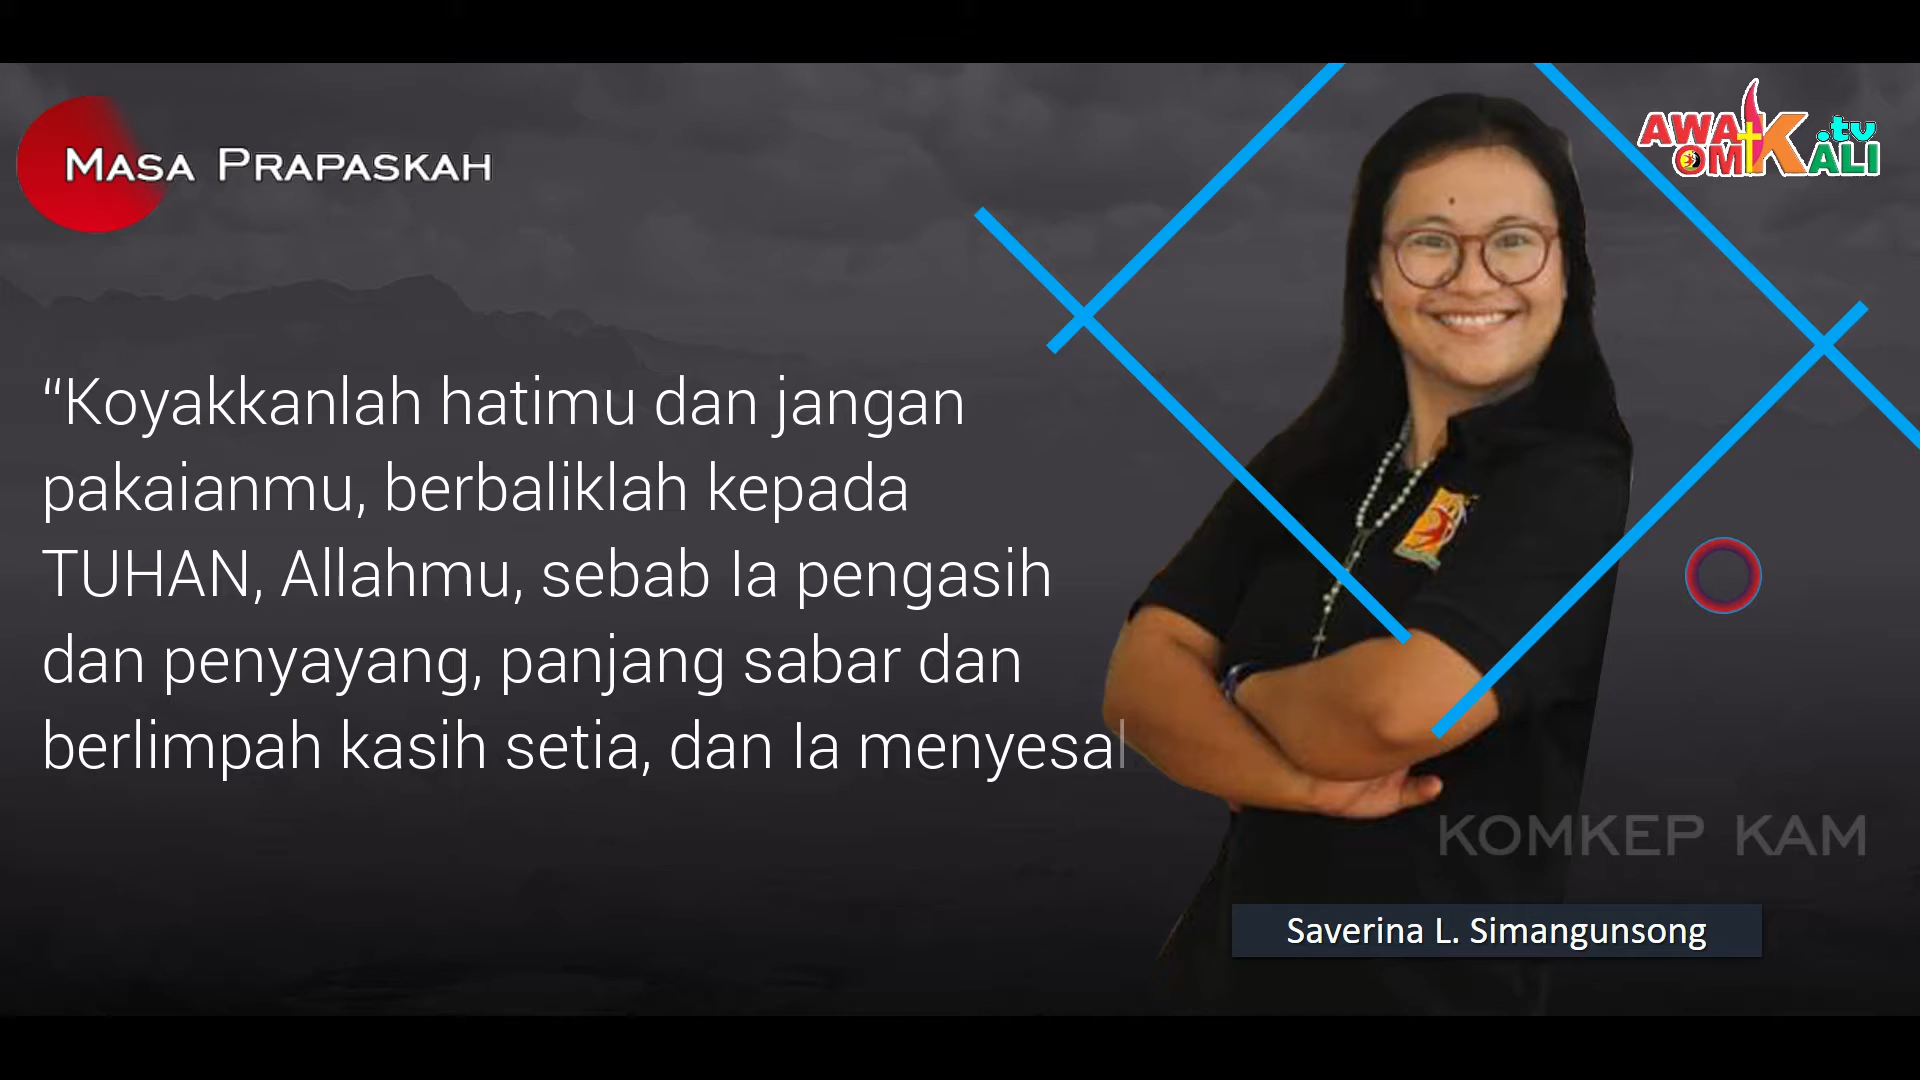 MASA PRAPASKAH
AWAK
OMKALI
.tv
“Koyakkanlah hatimu dan jangan
pakaianmu, berbaliklah kepada
TUHAN, Allahmu, sebab Ia pengasih
dan penyayang, panjang sabar dan
berlimpah kasih setia, dan Ia menyesal
KOMKEP KAM
Saverina L. Simangunsong